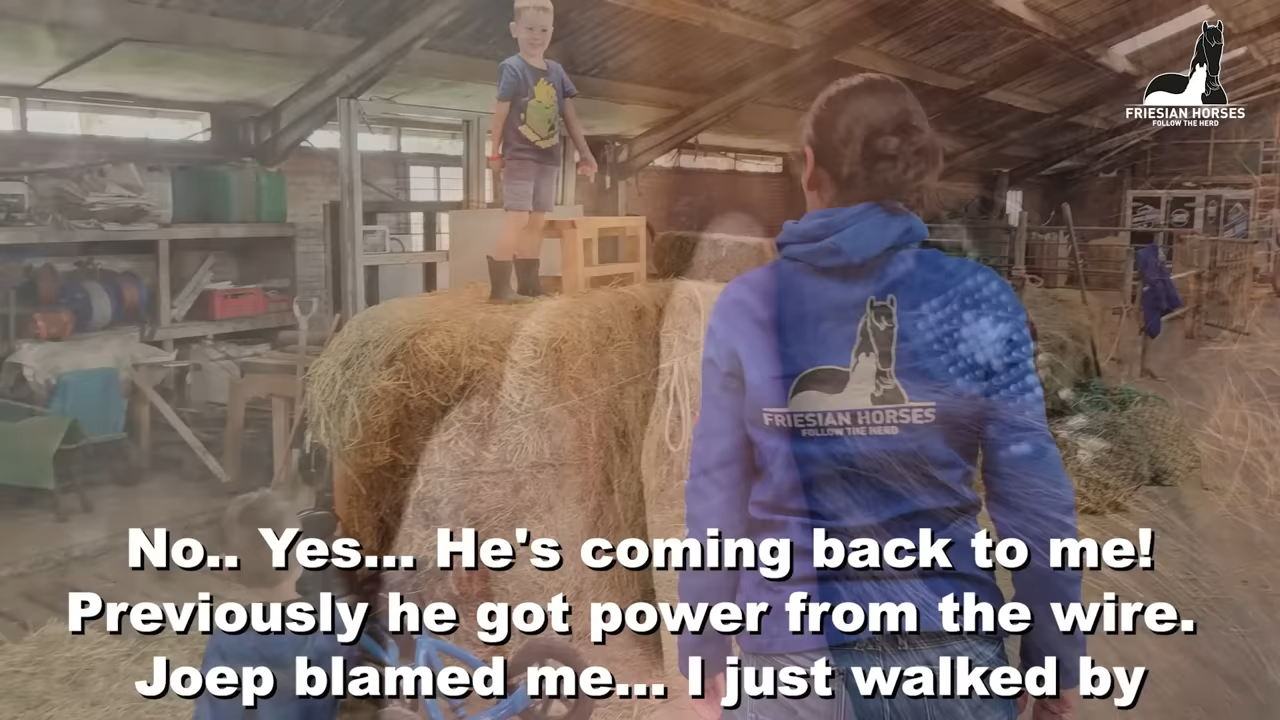 FRIESIAN HORSES
FOLLOW THE HERD
FRIESIAN HORSES
FOLLOW THE HERD
No.. Yes... He's coming back to me!
Previously he got power from the wire.
Joep blamed me... I just walked by